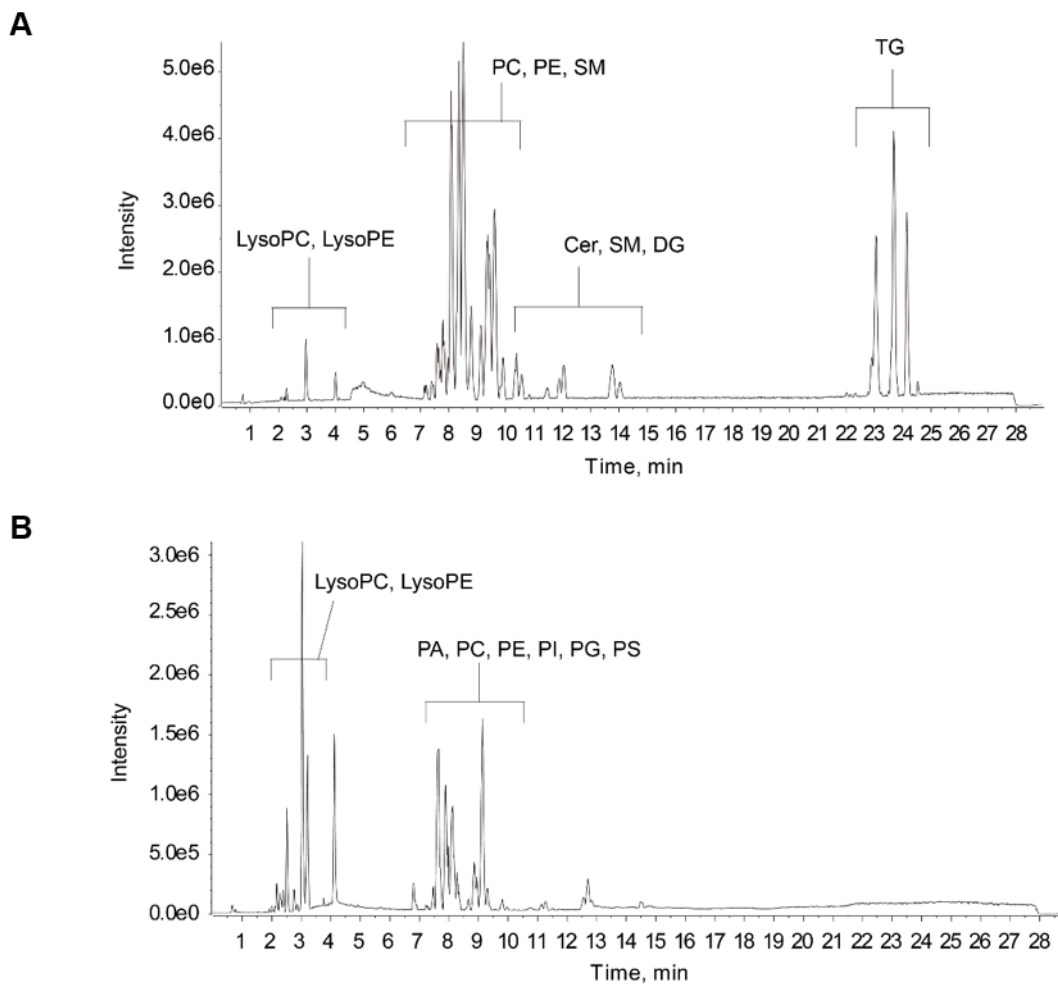 A
TG
PC, PE, SM
5.0e6
4.0e6
3.0e6
LysoPC, LysoPE
Cer, SM, DG
2.0e6
1.0e6
0.0e0
Intensity
1 2 3 4 5 6 7 8 9 10 11 12 13 14 15 16 17 18 19 20 21 22 23 24 25 26 27 28
Time, min
B
3.0e6
LysoPC, LysoPE
2.5e6
PA, PC, PE, PI, PG, PS
2.0e6
1.5e6
1.0e6
5.0e5
0.0e0
Intensity
1 2 3 4 5 6 7 8 9 10 11 12 13 14 15 16 17 18 19 20 21 22 23 24 25 26 27 28
Time, min